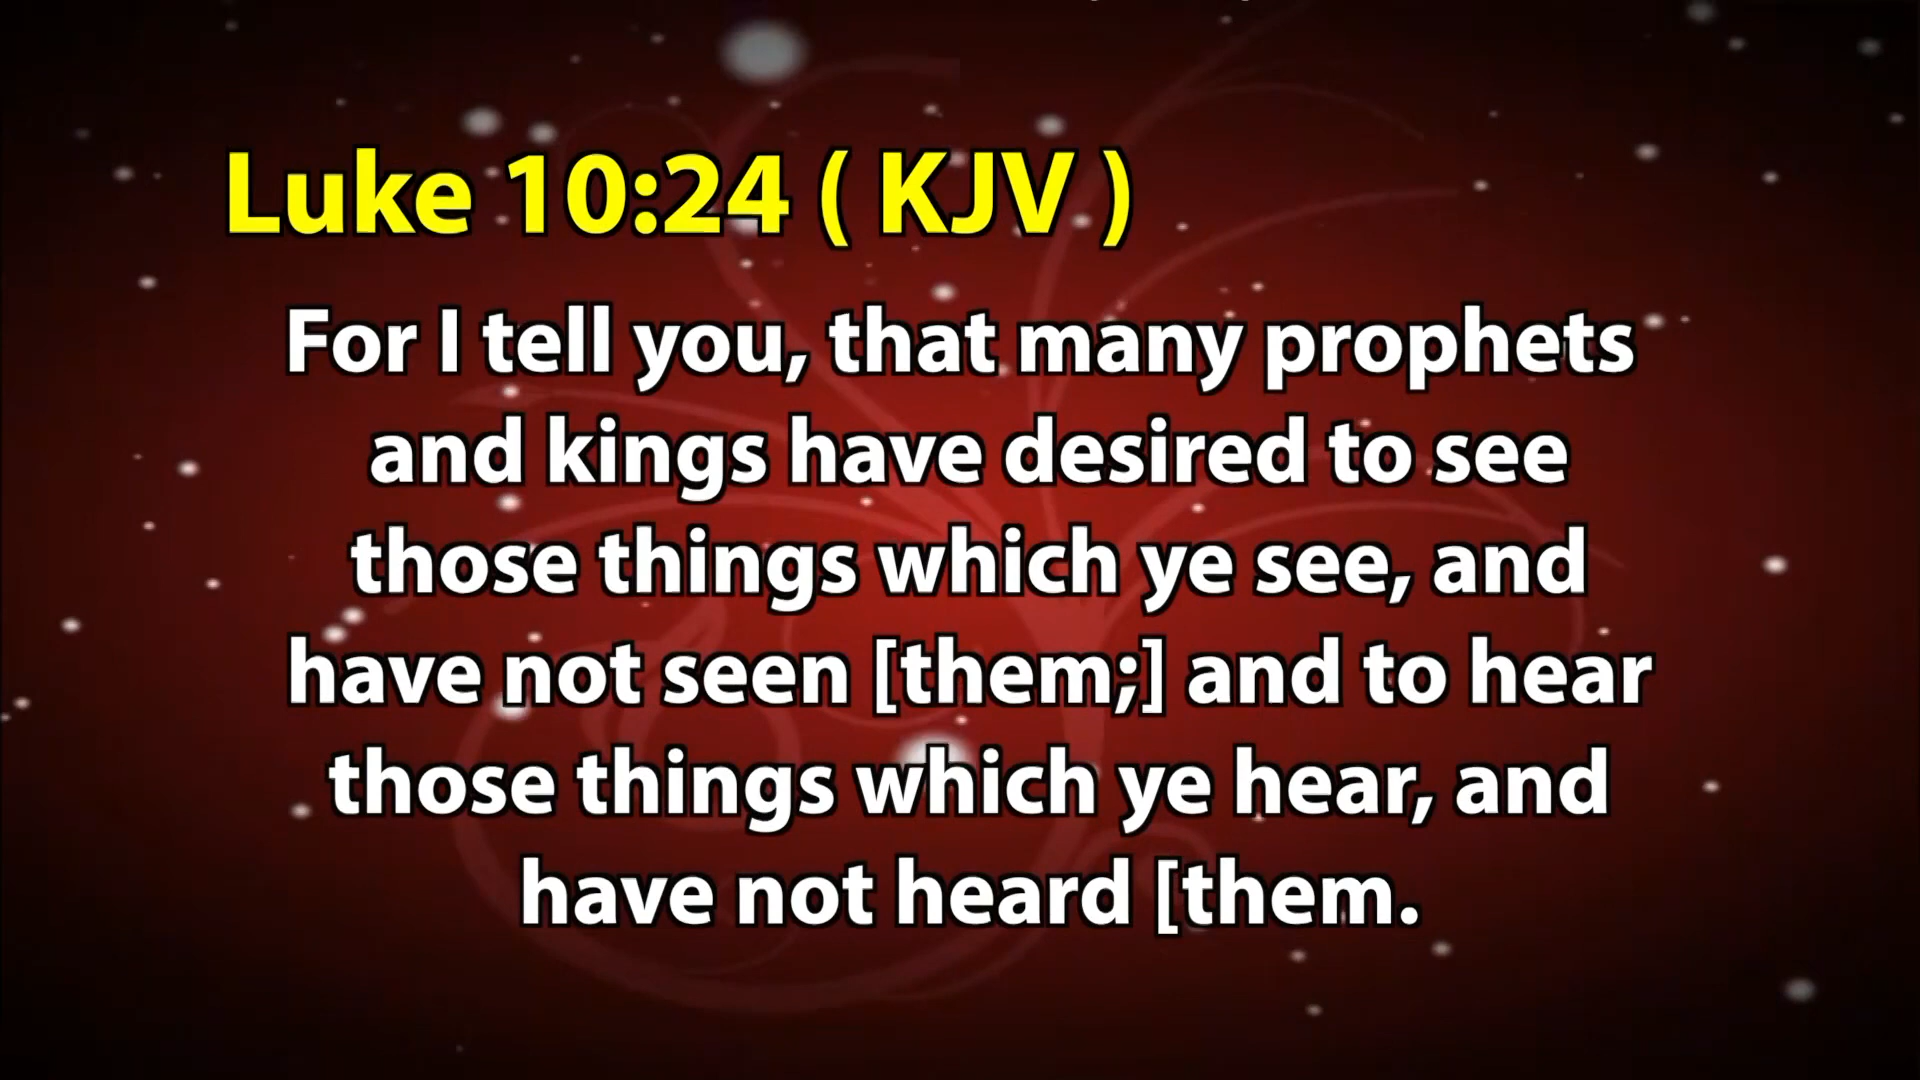 Luke 10:24 ( KJV )
For I tell you, that many prophets
and kings have desired to see
those things which ye see, and
have not seen [them;] and to hear
those things which ye hear, and
have not heard [them.